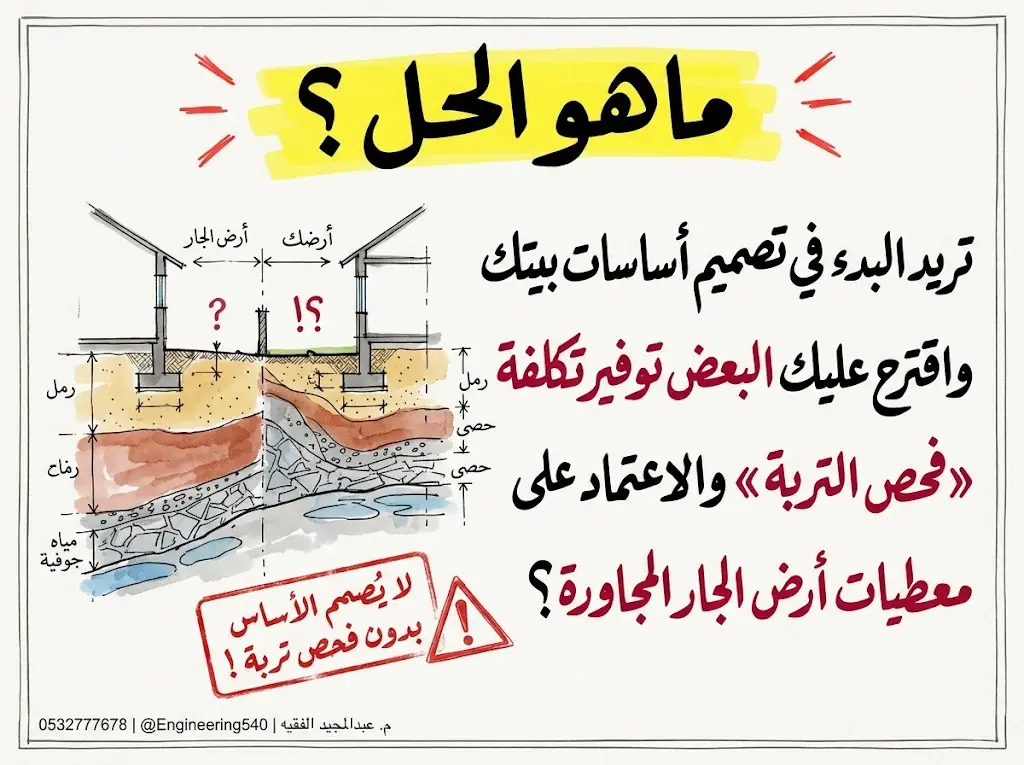 ماهو الحل ؟
تريد البدء في تصميم أساسات بيتك
واقترح عليك البعض توفير تكلفة
«فحص التربة» والاعتماد على
معطيات أرض الجار المجاورة ؟
أرض الجار
أرضك
?
؟!
رمل
رمات
مياه
جوفية
رمل
حصى
حصى
لا يُصمم الأساس
بدون فحص تربة !
!
0532777678 | @Engineering540 | م. عبدالمجيد الفقيه